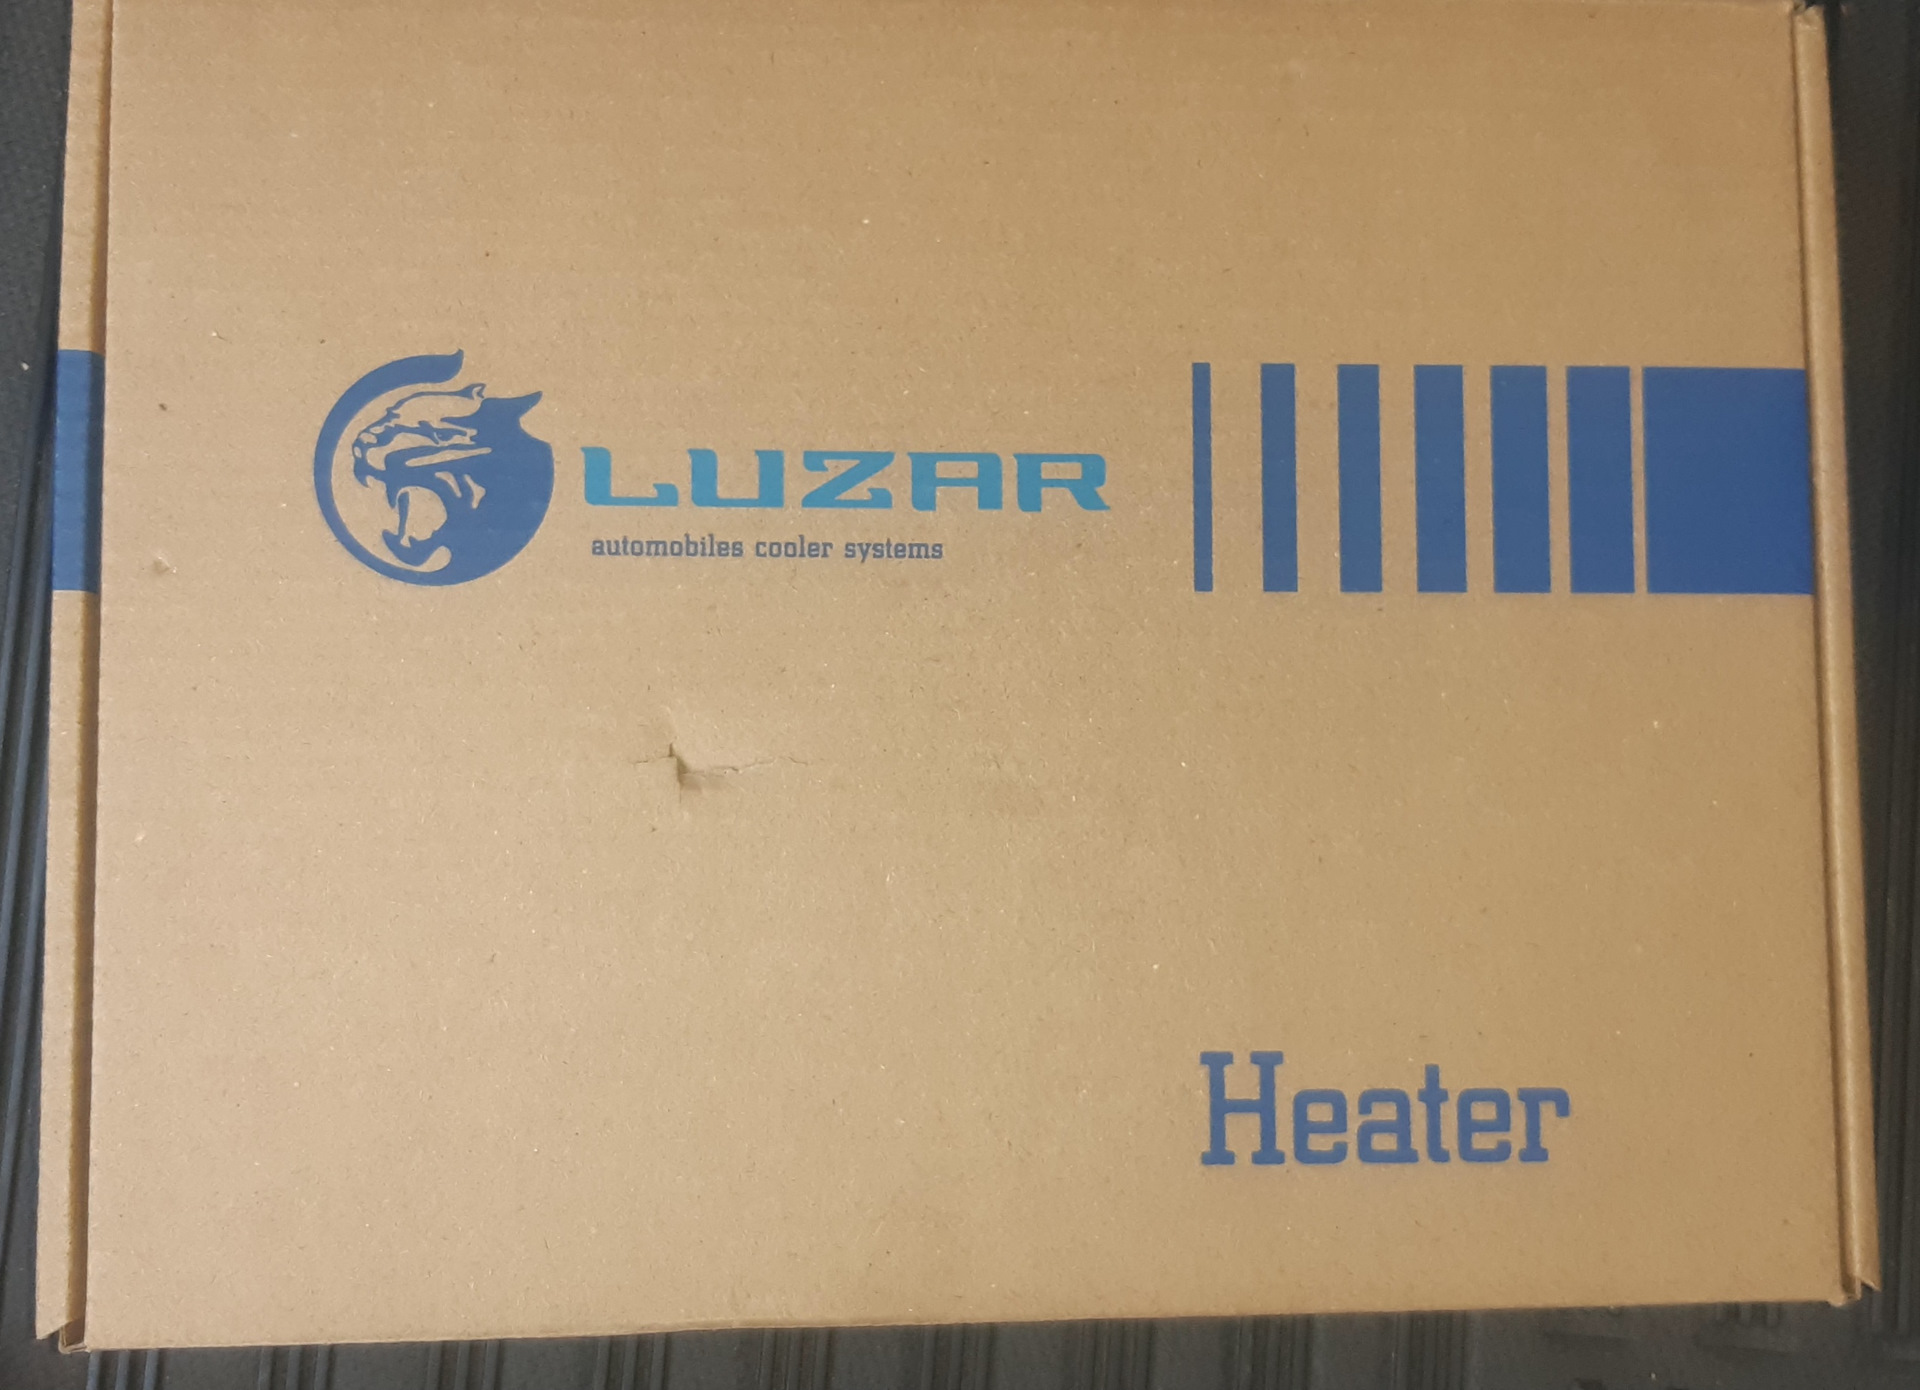 LUZAR
automobiles cooler systems
Heater